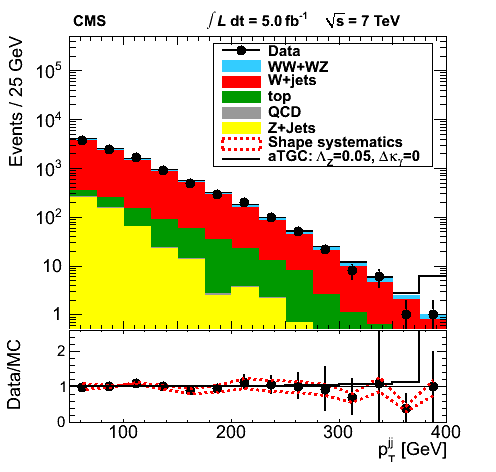 CMS ∫ L dt = 5.0 fb⁻¹ √s = 7 TeV
Events / 25 GeV
10⁵
10⁴
10³
10²
10
1
Data
WW+WZ
W+jets
top
QCD
Z+Jets
Shape systematics
aTGC: Λ_Z=0.05, Δκ_γ=0
Data/MC
2
1
0
100 200 300 400
p_T^jj [GeV]